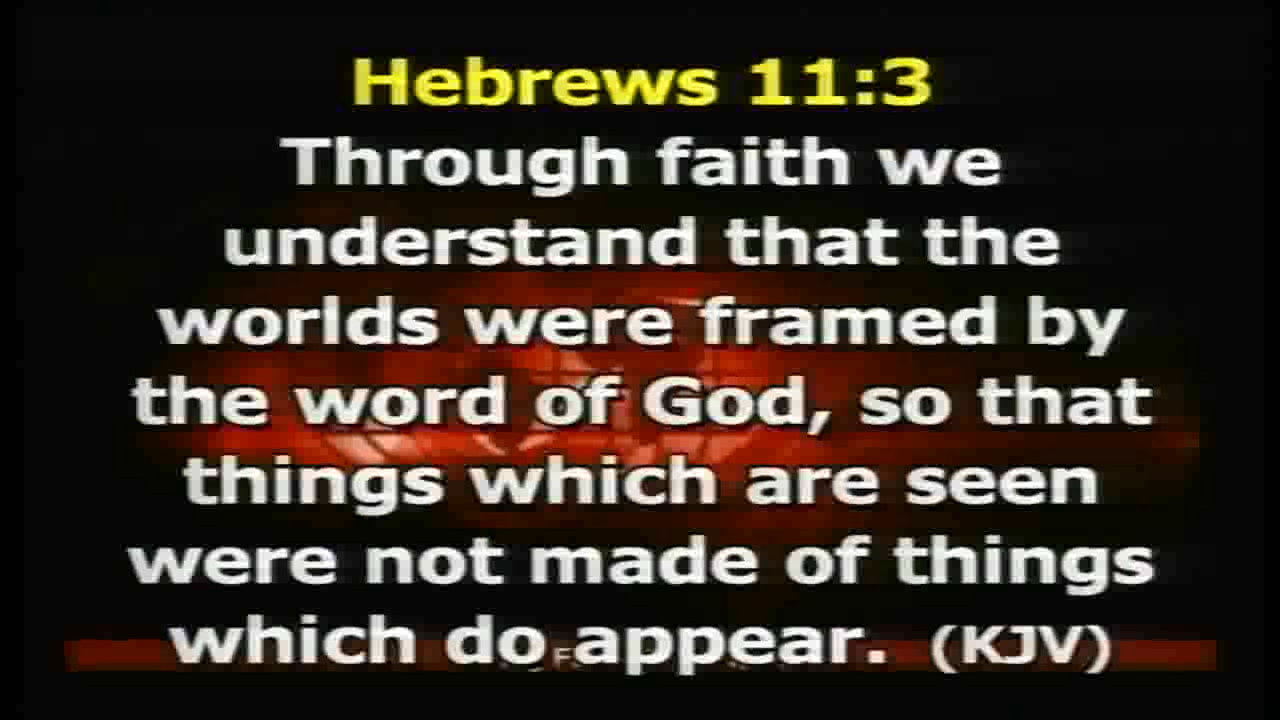 Hebrews 11:3
Through faith we
understand that the
worlds were framed by
the word of God, so that
things which are seen
were not made of things
which do appear. (KJV)